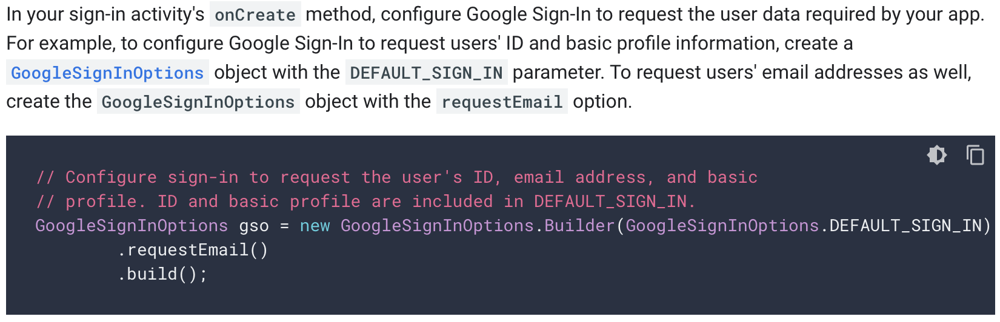 In your sign-in activity's onCreate method, configure Google Sign-In to request the user data required by your app.
For example, to configure Google Sign-In to request users' ID and basic profile information, create a
GoogleSignInOptions object with the DEFAULT_SIGN_IN parameter. To request users' email addresses as well,
create the GoogleSignInOptions object with the requestEmail option.
// Configure sign-in to request the user's ID, email address, and basic
// profile. ID and basic profile are included in DEFAULT_SIGN_IN.
GoogleSignInOptions gso = new GoogleSignInOptions.Builder(GoogleSignInOptions.DEFAULT_SIGN_IN)
.requestEmail()
.build();